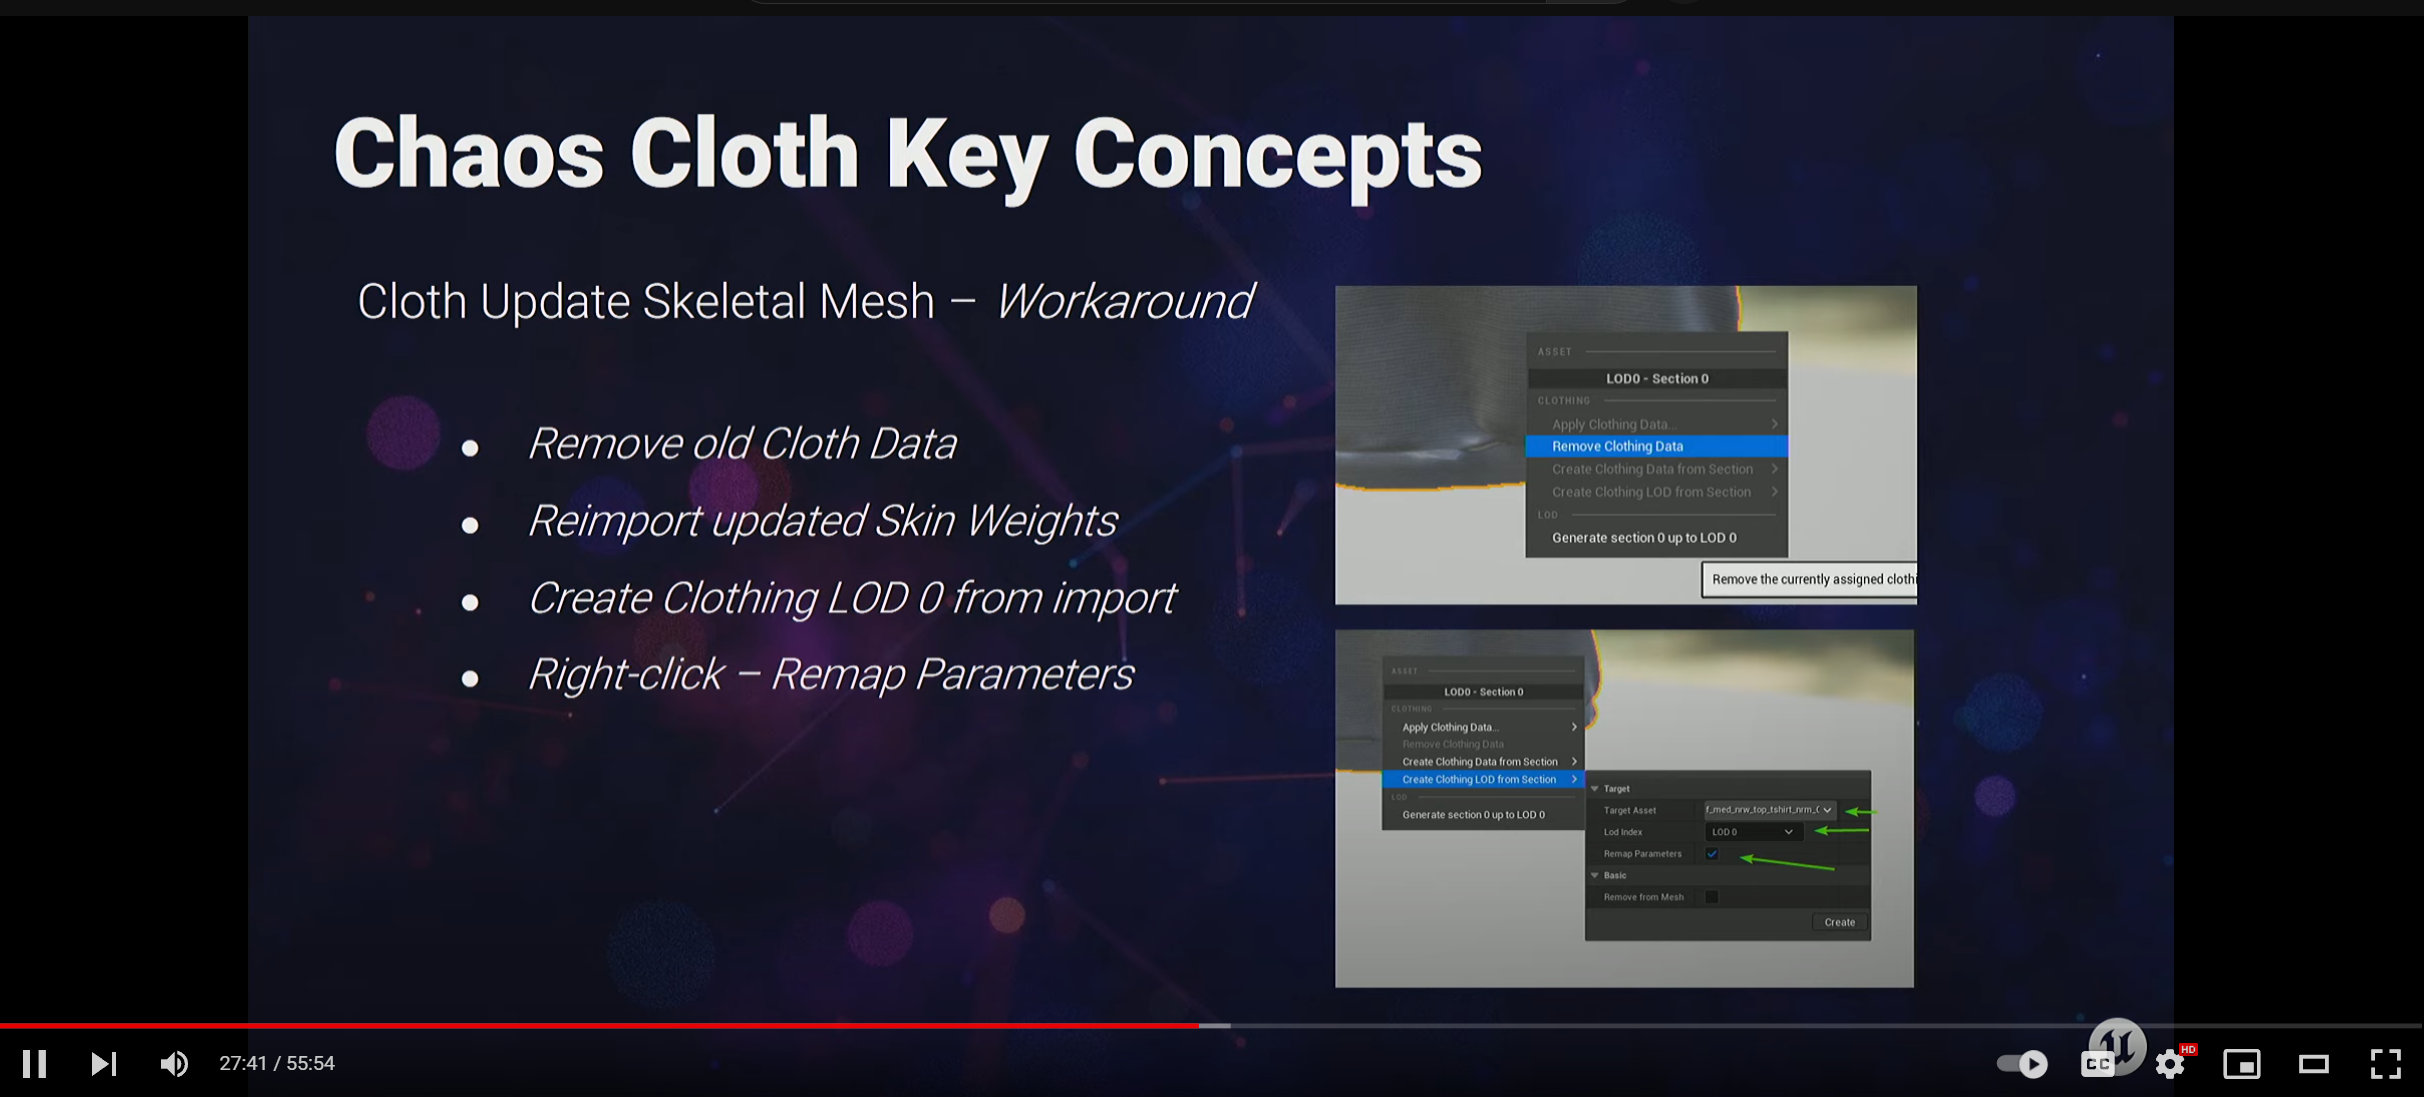 Chaos Cloth Key Concepts
Cloth Update Skeletal Mesh – Workaround
● Remove old Cloth Data
● Reimport updated Skin Weights
● Create Clothing LOD 0 from import
● Right-click – Remap Parameters
ASSET
LOD0 - Section 0
CLOTHING
Apply Clothing Data...
Remove Clothing Data
Create Clothing Data from Section
Create Clothing LOD from Section
LOD
Generate section 0 up to LOD 0
Remove the currently assigned clothi
ASSET
LOD0 - Section 0
CLOTHING
Apply Clothing Data...
Remove Clothing Data
Create Clothing Data from Section
Create Clothing LOD from Section
LOD
Generate section 0 up to LOD 0
Target
Target Asset f_med_nrw_top_tshirt_nrm_(
Lod Index LOD 0
Remap Parameters
Basic
Remove from Mesh
Create
27:41 / 55:54
CC
HD